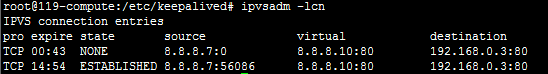 root@119-compute:/etc/keepalived# ipvsadm -lcn
IPVS connection entries
pro expire state       source             virtual            destination
TCP 00:43  NONE        8.8.8.7:0          8.8.8.10:80        192.168.0.3:80
TCP 14:54  ESTABLISHED 8.8.8.7:56086      8.8.8.10:80        192.168.0.3:80